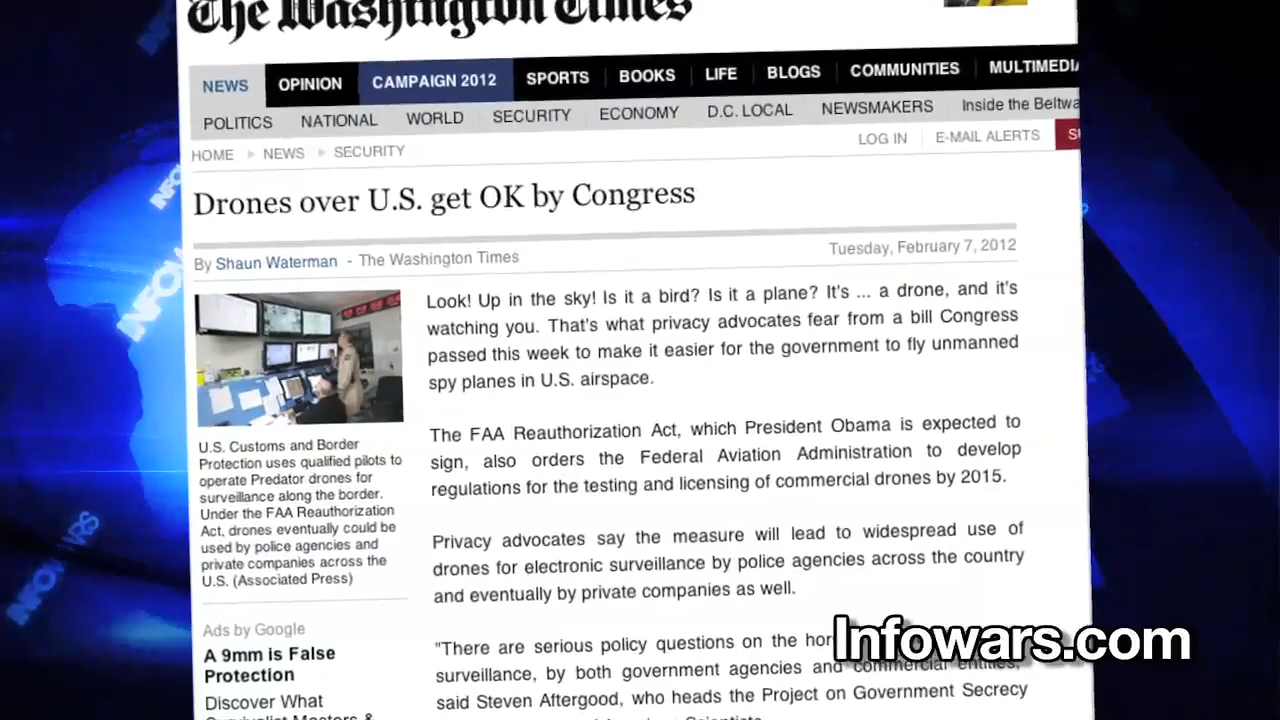 The Washington Times
NEWS OPINION CAMPAIGN 2012 SPORTS BOOKS LIFE BLOGS COMMUNITIES MULTIMEDIA
POLITICS NATIONAL WORLD SECURITY ECONOMY D.C. LOCAL NEWSMAKERS Inside the Beltwa
LOG IN E-MAIL ALERTS SU
HOME NEWS SECURITY
Drones over U.S. get OK by Congress
By Shaun Waterman - The Washington Times
Tuesday, February 7, 2012
U.S. Customs and Border
Protection uses qualified pilots to
operate Predator drones for
surveillance along the border.
Under the FAA Reauthorization
Act, drones eventually could be
used by police agencies and
private companies across the
U.S. (Associated Press)
Ads by Google
A 9mm is False
Protection
Discover What
Survivalist Masters &
Look! Up in the sky! Is it a bird? Is it a plane? It's ... a drone, and it's
watching you. That's what privacy advocates fear from a bill Congress
passed this week to make it easier for the government to fly unmanned
spy planes in U.S. airspace.
The FAA Reauthorization Act, which President Obama is expected to
sign, also orders the Federal Aviation Administration to develop
regulations for the testing and licensing of commercial drones by 2015.
Privacy advocates say the measure will lead to widespread use of
drones for electronic surveillance by police agencies across the country
and eventually by private companies as well.
"There are serious policy questions on the hor
surveillance, by both government agencies and commercial entities,"
said Steven Aftergood, who heads the Project on Government Secrecy
Scientists.
Infowars.com
INFOW
INFO
INFOWARS